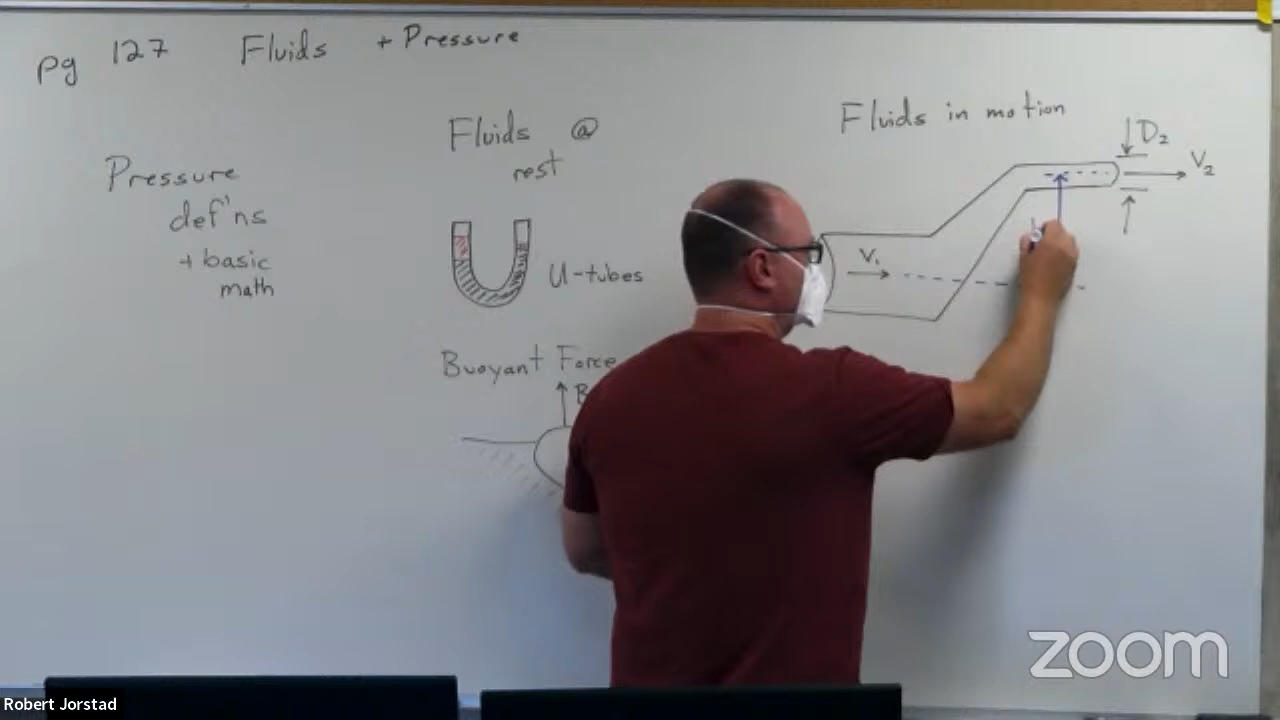 pg 127 Fluids + Pressure
Pressure
def'ns
+ basic
math
Fluids @
rest
U-tubes
Buoyant Force
B
Fluids in motion
D₂
V₂
V₁
zoom
Robert Jorstad